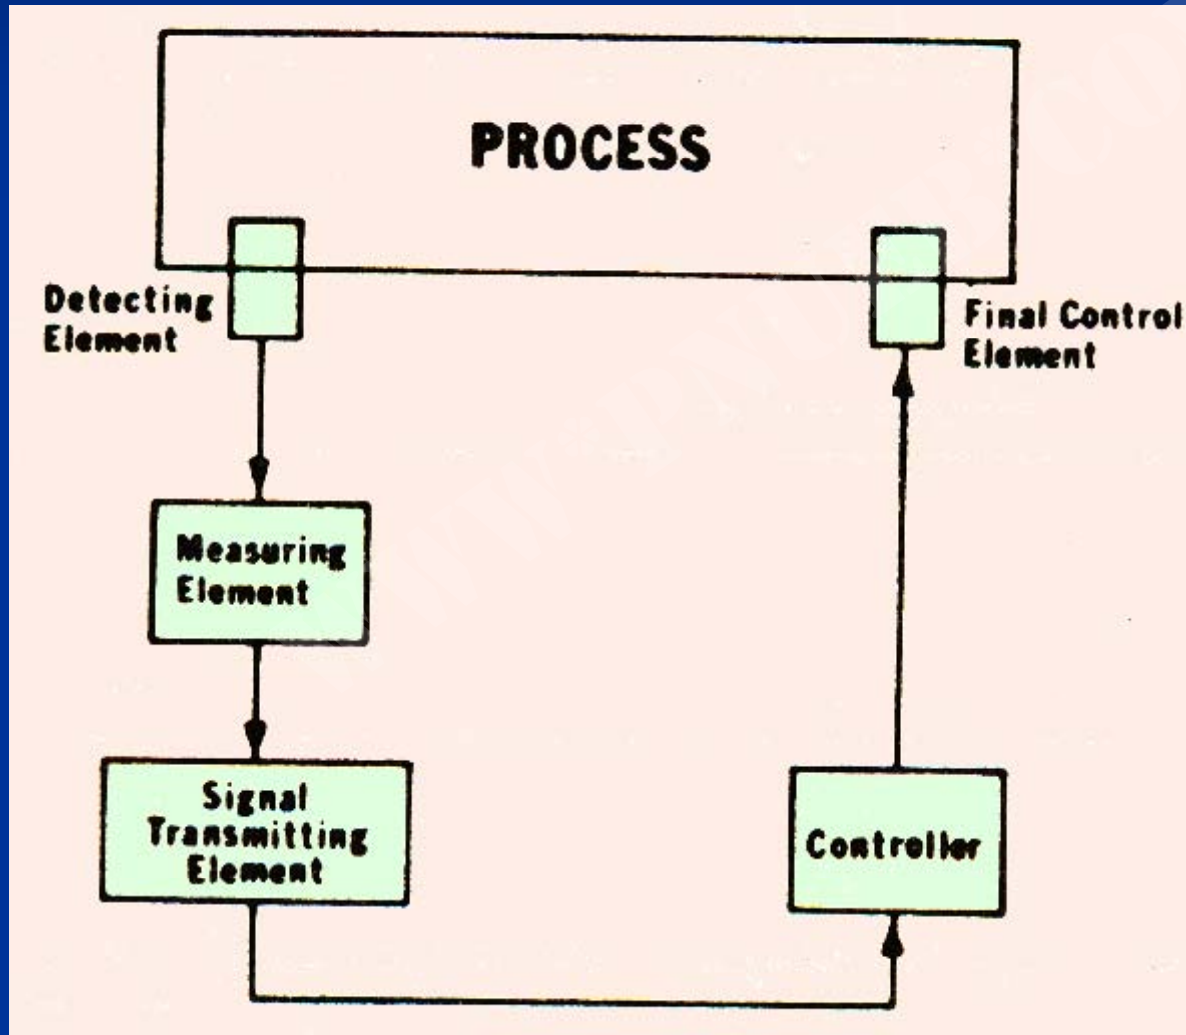 PROCESS
Detecting
Element
Final Control
Element
Measuring
Element
Signal
Transmitting
Element
Controller